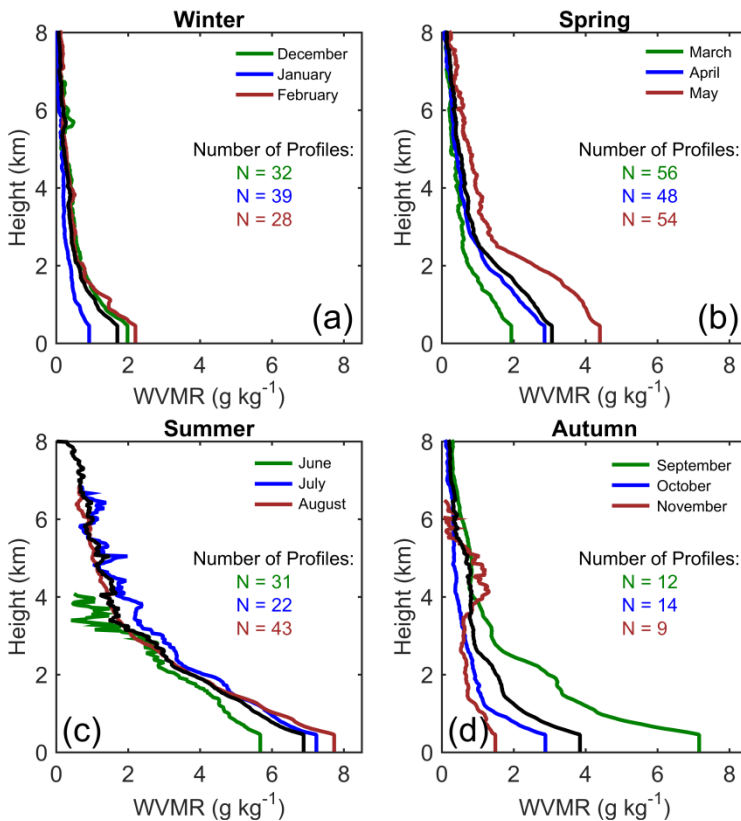 Winter
8
6
4
2
0
Height (km)
December
January
February
Number of Profiles:
N = 32
N = 39
N = 28
(a)
0 2 4 6 8
WVMR (g kg⁻¹)
Spring
8
6
4
2
0
Height (km)
March
April
May
Number of Profiles:
N = 56
N = 48
N = 54
(b)
0 2 4 6 8
WVMR (g kg⁻¹)
Summer
8
6
4
2
0
Height (km)
June
July
August
Number of Profiles:
N = 31
N = 22
N = 43
(c)
0 2 4 6 8
WVMR (g kg⁻¹)
Autumn
8
6
4
2
0
Height (km)
September
October
November
Number of Profiles:
N = 12
N = 14
N = 9
(d)
0 2 4 6 8
WVMR (g kg⁻¹)